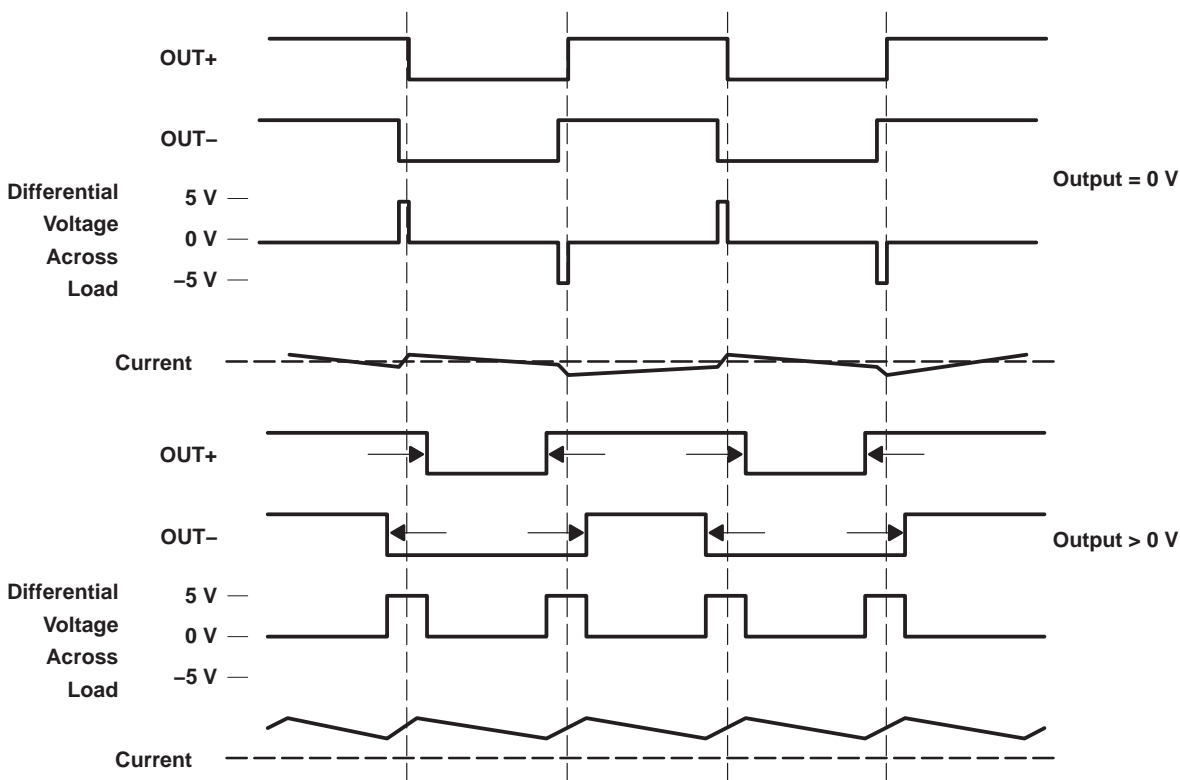 OUT+
OUT–
Output = 0 V
Differential
Voltage
Across
Load
5 V
0 V
–5 V
Current
OUT+
OUT–
Output > 0 V
Differential
Voltage
Across
Load
5 V
0 V
–5 V
Current